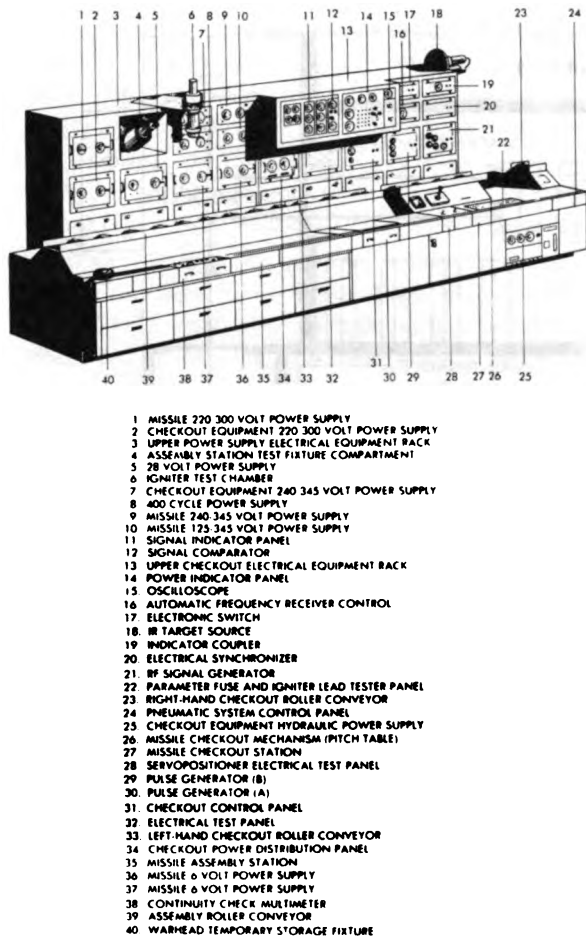 1 2 3 4 5 6 7 8 9 10 11 12 13 14 15 16 17 18 23 24
19
20
21
22
40 39 38 37 36 35 34 33 32 31 30 29 28 27 26 25
1 MISSILE 220 300 VOLT POWER SUPPLY
2 CHECKOUT EQUIPMENT 220 300 VOLT POWER SUPPLY
3 UPPER POWER SUPPLY ELECTRICAL EQUIPMENT RACK
4 ASSEMBLY STATION TEST FIXTURE COMPARTMENT
5 28 VOLT POWER SUPPLY
6 IGNITER TEST CHAMBER
7 CHECKOUT EQUIPMENT 240 345 VOLT POWER SUPPLY
8 400 CYCLE POWER SUPPLY
9 MISSILE 240-345 VOLT POWER SUPPLY
10 MISSILE 125-345 VOLT POWER SUPPLY
11 SIGNAL INDICATOR PANEL
12 SIGNAL COMPARATOR
13 UPPER CHECKOUT ELECTRICAL EQUIPMENT RACK
14 POWER INDICATOR PANEL
15. OSCILLOSCOPE
16 AUTOMATIC FREQUENCY RECEIVER CONTROL
17. ELECTRONIC SWITCH
18. IR TARGET SOURCE
19. INDICATOR COUPLER
20. ELECTRICAL SYNCHRONIZER
21. RF SIGNAL GENERATOR
22. PARAMETER FUSE AND IGNITER LEAD TESTER PANEL
23. RIGHT-HAND CHECKOUT ROLLER CONVEYOR
24 PNEUMATIC SYSTEM CONTROL PANEL
25. CHECKOUT EQUIPMENT HYDRAULIC POWER SUPPLY
26. MISSILE CHECKOUT MECHANISM (PITCH TABLE)
27 MISSILE CHECKOUT STATION
28 SERVOPOSITIONER ELECTRICAL TEST PANEL
29 PULSE GENERATOR (B)
30. PULSE GENERATOR (A)
31. CHECKOUT CONTROL PANEL
32. ELECTRICAL TEST PANEL
33. LEFT-HAND CHECKOUT ROLLER CONVEYOR
34 CHECKOUT POWER DISTRIBUTION PANEL
35 MISSILE ASSEMBLY STATION
36 MISSILE 6 VOLT POWER SUPPLY
37 MISSILE 6 VOLT POWER SUPPLY
38 CONTINUITY CHECK MULTIMETER
39 ASSEMBLY ROLLER CONVEYOR
40 WARHEAD TEMPORARY STORAGE FIXTURE